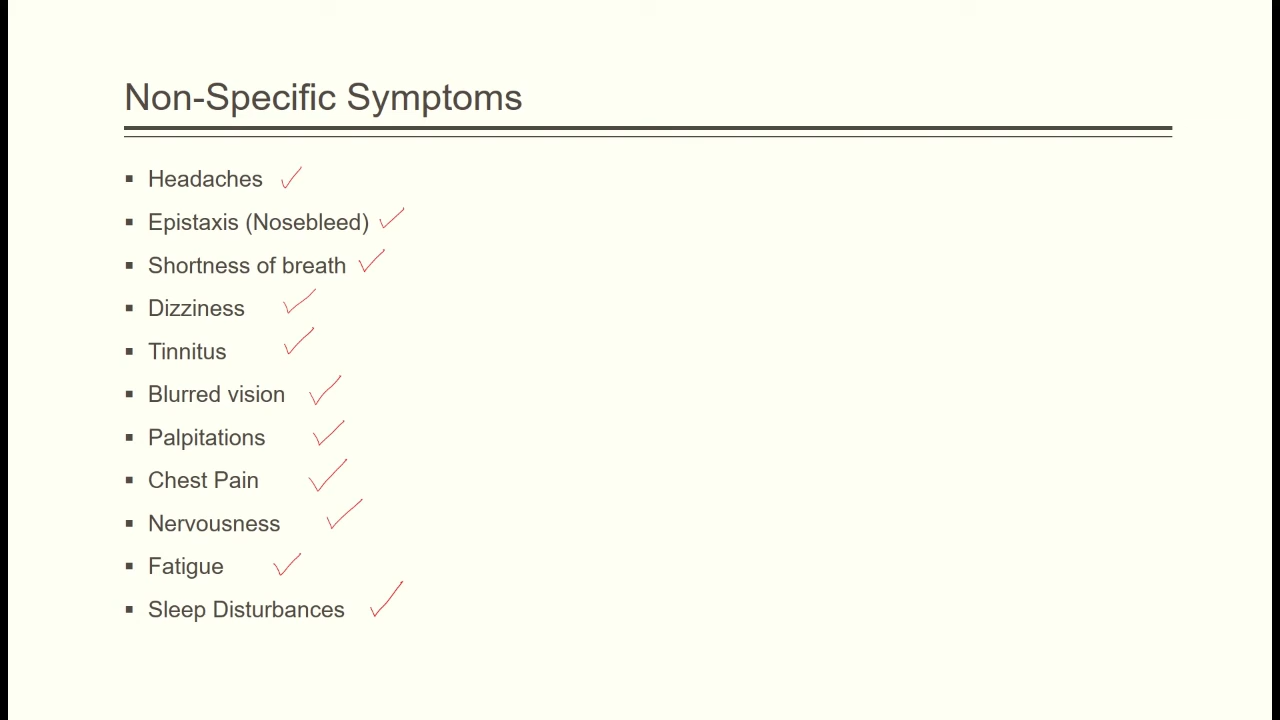 Non-Specific Symptoms
▪ Headaches ✓
▪ Epistaxis (Nosebleed) ✓
▪ Shortness of breath ✓
▪ Dizziness ✓
▪ Tinnitus ✓
▪ Blurred vision ✓
▪ Palpitations ✓
▪ Chest Pain ✓
▪ Nervousness ✓
▪ Fatigue ✓
▪ Sleep Disturbances ✓